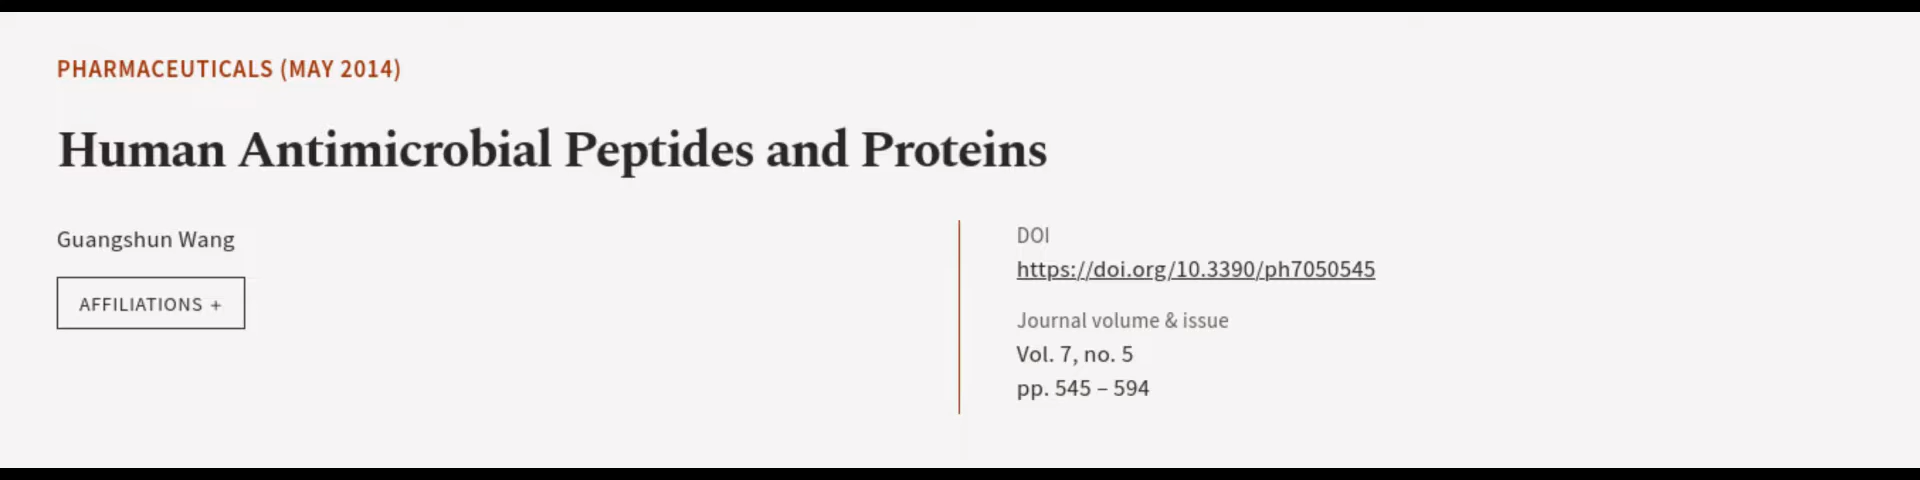 PHARMACEUTICALS (MAY 2014)
Human Antimicrobial Peptides and Proteins
Guangshun Wang
AFFILIATIONS +
DOI
https://doi.org/10.3390/ph7050545
Journal volume & issue
Vol. 7, no. 5
pp. 545 – 594